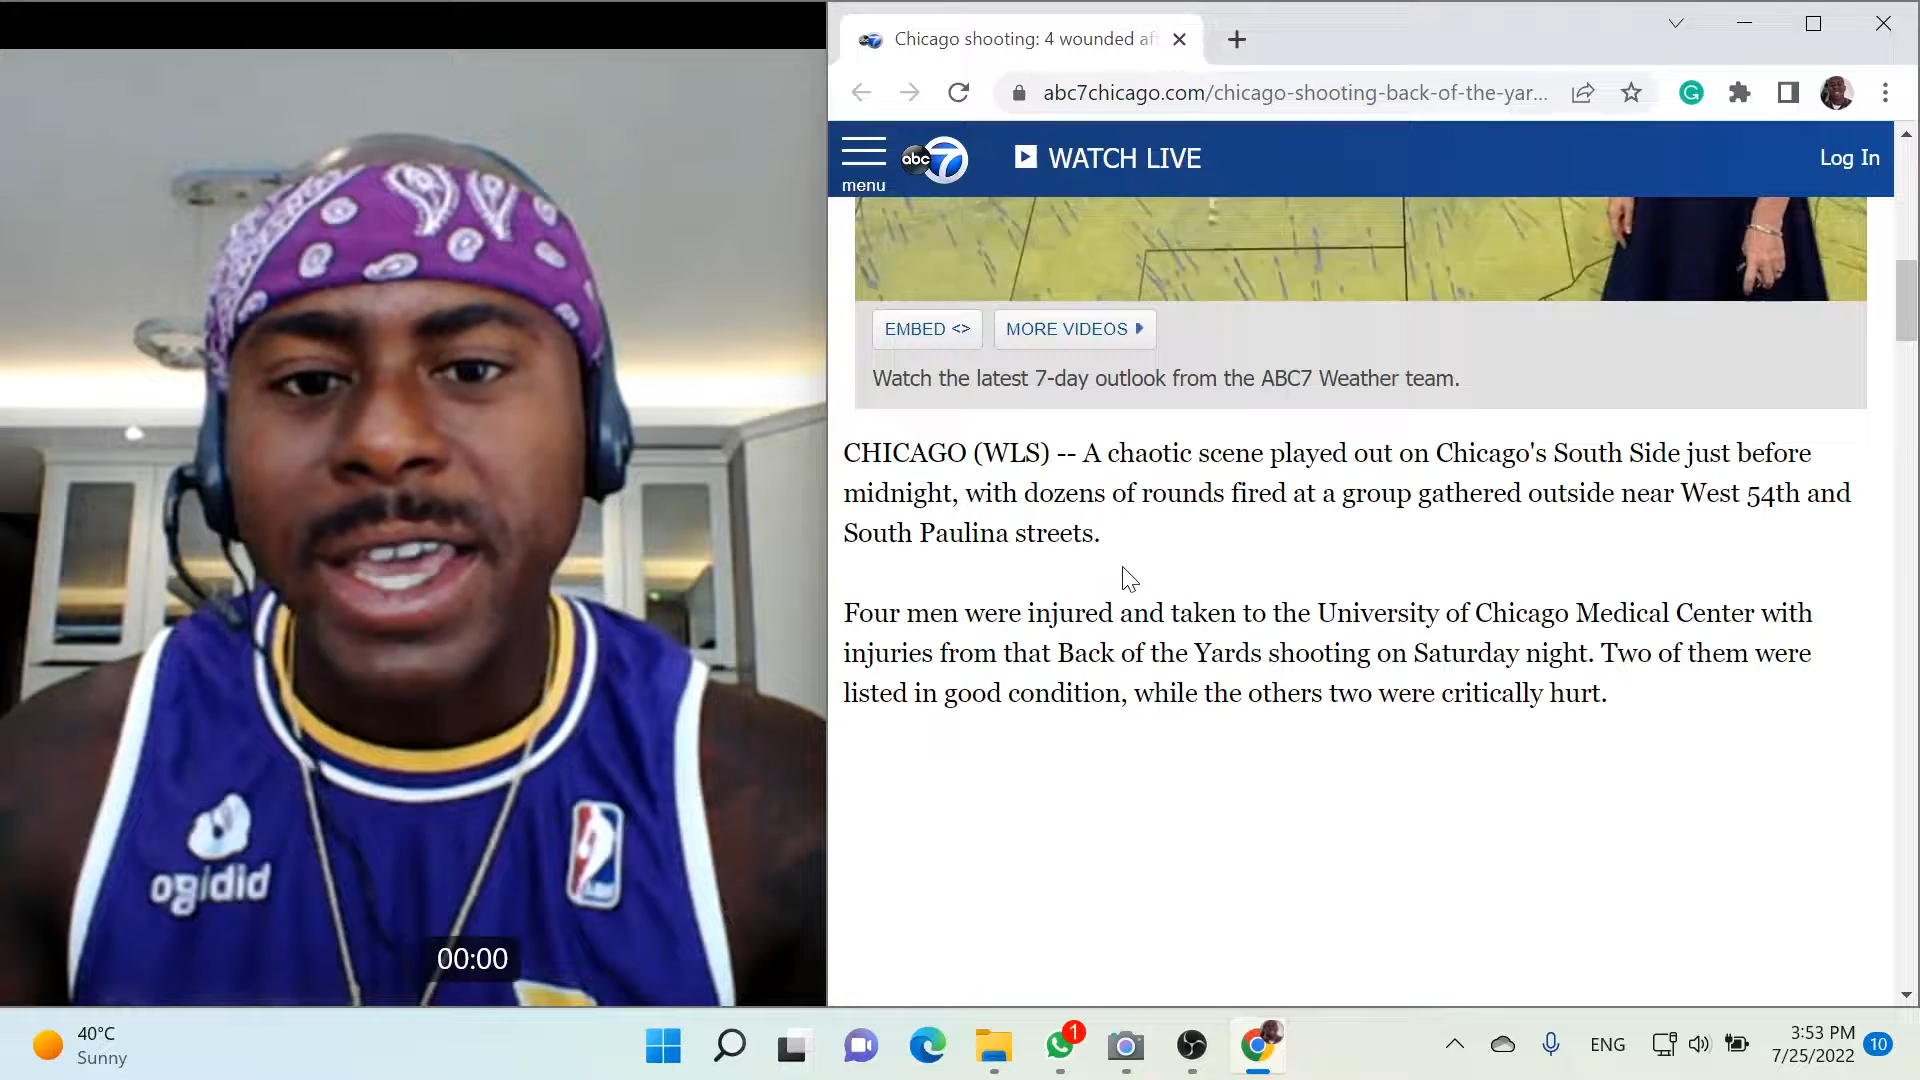 Chicago shooting: 4 wounded af
abc7chicago.com/chicago-shooting-back-of-the-yar...
menu
abc 7
WATCH LIVE
Log In
EMBED <>
MORE VIDEOS
Watch the latest 7-day outlook from the ABC7 Weather team.
CHICAGO (WLS) -- A chaotic scene played out on Chicago's South Side just before
midnight, with dozens of rounds fired at a group gathered outside near West 54th and
South Paulina streets.
Four men were injured and taken to the University of Chicago Medical Center with
injuries from that Back of the Yards shooting on Saturday night. Two of them were
listed in good condition, while the others two were critically hurt.
ogidid
00:00
40°C
Sunny
1
ENG
3:53 PM
7/25/2022
10